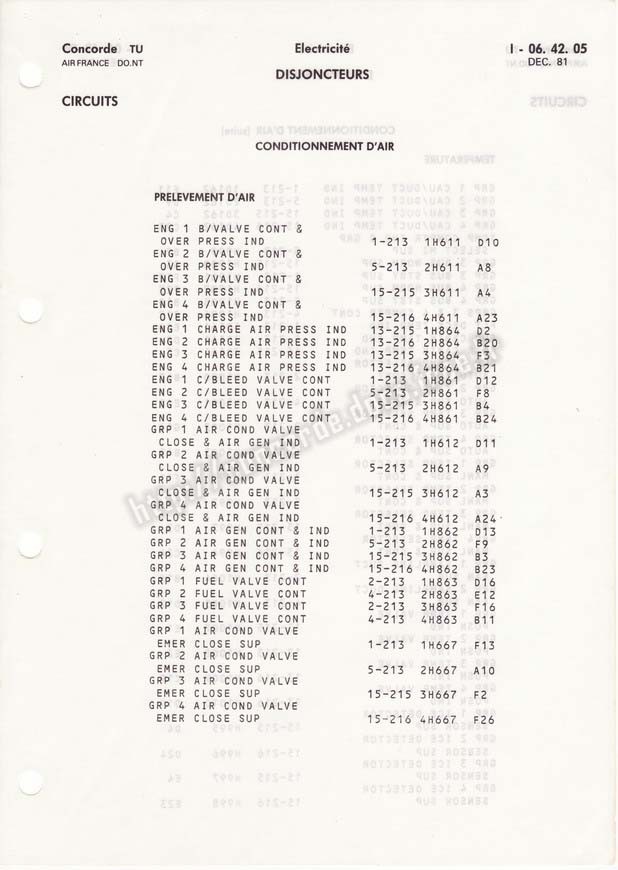 Concorde TU Electricité I - 06. 42. 05
AIR FRANCE DO.NT DEC. 81
DISJONCTEURS
CIRCUITS
CONDITIONNEMENT D'AIR
PRELEVEMENT D'AIR
ENG 1 B/VALVE CONT &
OVER PRESS IND 1-213 1H611 D10
ENG 2 B/VALVE CONT &
OVER PRESS IND 5-213 2H611 A8
ENG 3 B/VALVE CONT &
OVER PRESS IND 15-215 3H611 A4
ENG 4 B/VALVE CONT &
OVER PRESS IND 15-216 4H611 A23
ENG 1 CHARGE AIR PRESS IND 13-215 1H864 D2
ENG 2 CHARGE AIR PRESS IND 13-216 2H864 B20
ENG 3 CHARGE AIR PRESS IND 13-215 3H864 F3
ENG 4 CHARGE AIR PRESS IND 13-216 4H864 B21
ENG 1 C/BLEED VALVE CONT 1-213 1H861 D12
ENG 2 C/BLEED VALVE CONT 5-213 2H861 F8
ENG 3 C/BLEED VALVE CONT 15-215 3H861 B4
ENG 4 C/BLEED VALVE CONT 15-216 4H861 B24
GRP 1 AIR COND VALVE
CLOSE & AIR GEN IND 1-213 1H612 D11
GRP 2 AIR COND VALVE
CLOSE & AIR GEN IND 5-213 2H612 A9
GRP 3 AIR COND VALVE
CLOSE & AIR GEN IND 15-215 3H612 A3
GRP 4 AIR COND VALVE
CLOSE & AIR GEN IND 15-216 4H612 A24
GRP 1 AIR GEN CONT & IND 1-213 1H862 D13
GRP 2 AIR GEN CONT & IND 5-213 2H862 F9
GRP 3 AIR GEN CONT & IND 15-215 3H862 B3
GRP 4 AIR GEN CONT & IND 15-216 4H862 B23
GRP 1 FUEL VALVE CONT 2-213 1H863 D16
GRP 2 FUEL VALVE CONT 4-213 2H863 E12
GRP 3 FUEL VALVE CONT 2-213 3H863 F16
GRP 4 FUEL VALVE CONT 4-213 4H863 B11
GRP 1 AIR COND VALVE
EMER CLOSE SUP 1-213 1H667 F13
GRP 2 AIR COND VALVE
EMER CLOSE SUP 5-213 2H667 A10
GRP 3 AIR COND VALVE
EMER CLOSE SUP 15-215 3H667 F2
GRP 4 AIR COND VALVE
EMER CLOSE SUP 15-216 4H667 F26